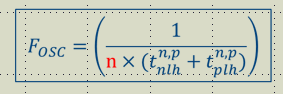 F_OSC = ( 1 / ( n × (t_nlh^n,p + t_plh^n,p) ) )